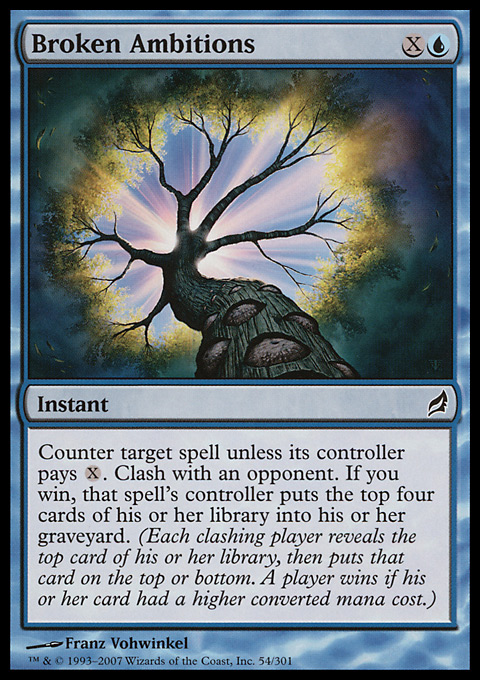 Broken Ambitions X
Instant
Counter target spell unless its controller
pays X. Clash with an opponent. If you
win, that spell's controller puts the top four
cards of his or her library into his or her
graveyard. (Each clashing player reveals the
top card of his or her library, then puts that
card on the top or bottom. A player wins if his
or her card had a higher converted mana cost.)
Franz Vohwinkel
™ & © 1993–2007 Wizards of the Coast, Inc. 54/301